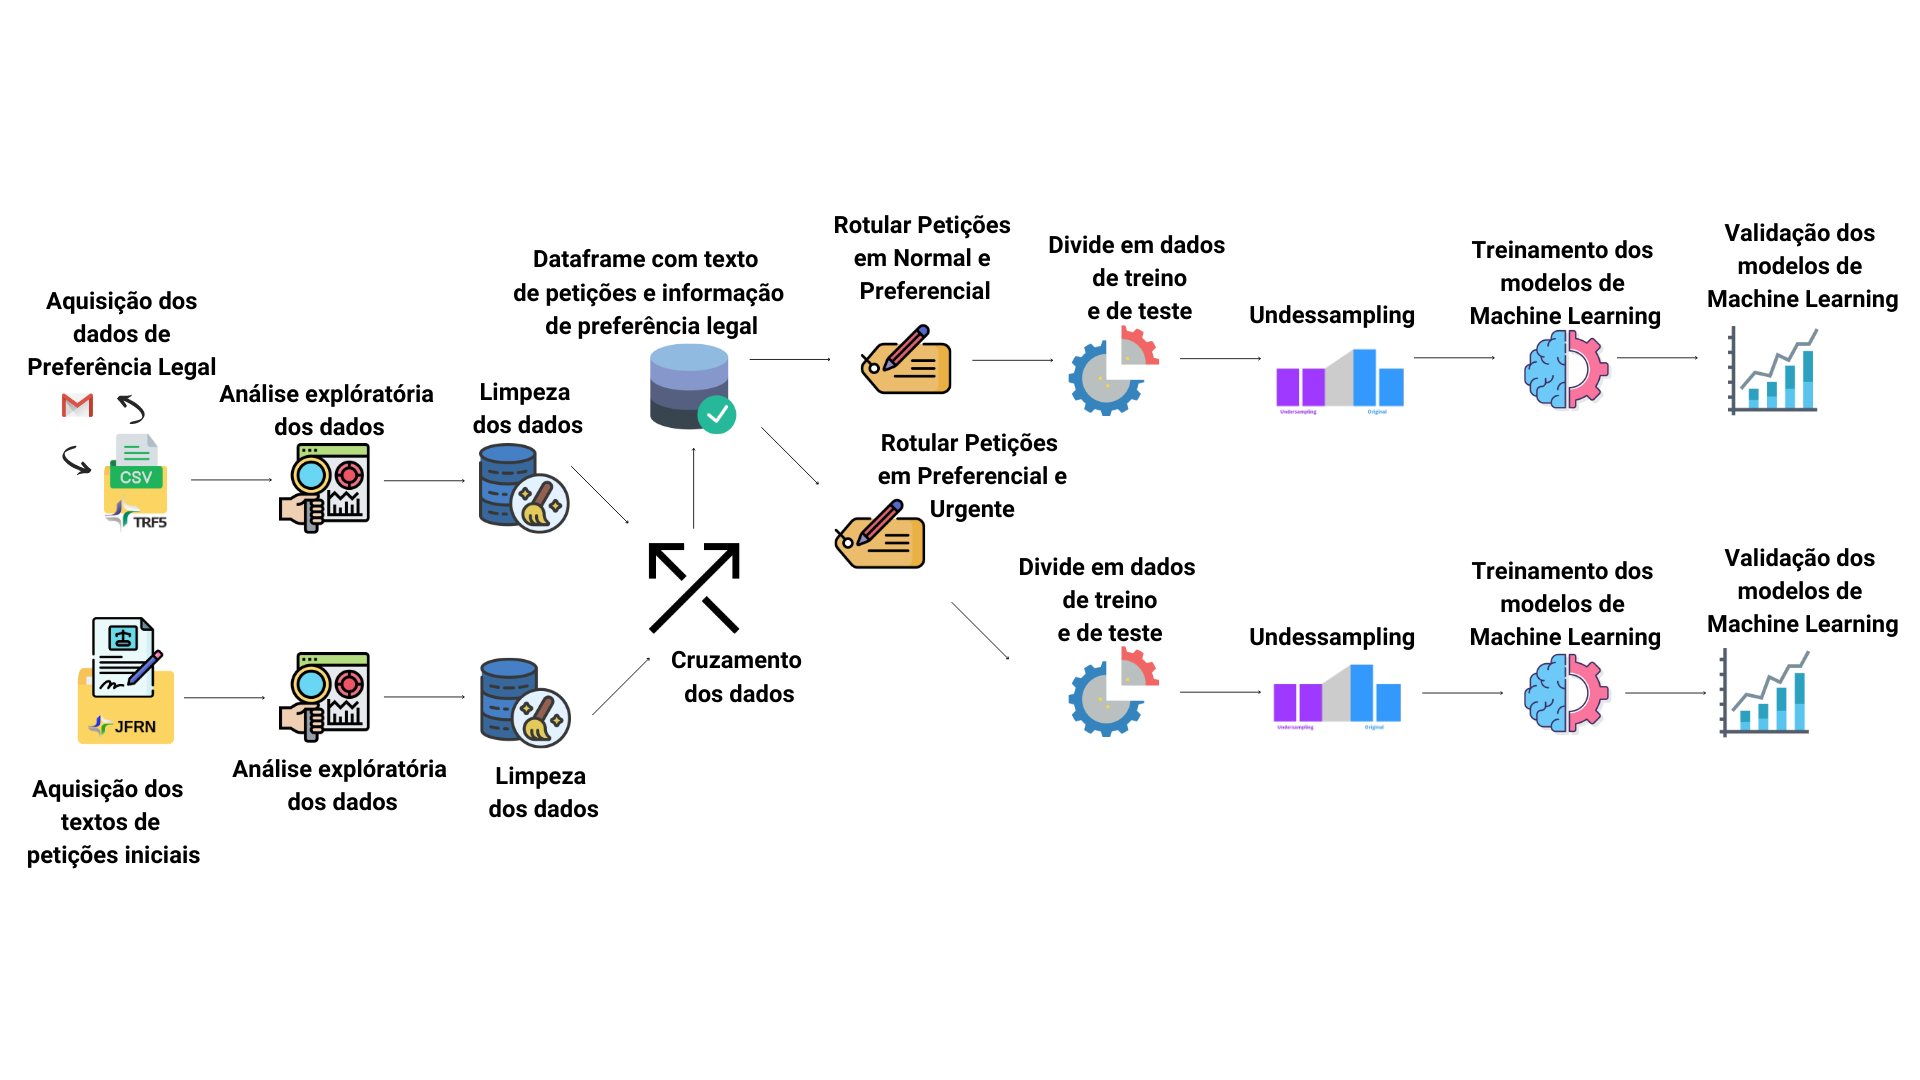 Aquisição dos
dados de
Preferência Legal
CSV
TRF5
Análise explóratória
dos dados
Limpeza
dos dados
JFRN
Aquisição dos
textos de
petições iniciais
Análise explóratória
dos dados
Limpeza
dos dados
Cruzamento
dos dados
Dataframe com texto
de petições e informação
de preferência legal
Rotular Petições
em Normal e
Preferencial
Divide em dados
de treino
e de teste
Undessampling
Undersampling
Original
Treinamento dos
modelos de
Machine Learning
Validação dos
modelos de
Machine Learning
Rotular Petições
em Preferencial e
Urgente
Divide em dados
de treino
e de teste
Undessampling
Undersampling
Original
Treinamento dos
modelos de
Machine Learning
Validação dos
modelos de
Machine Learning